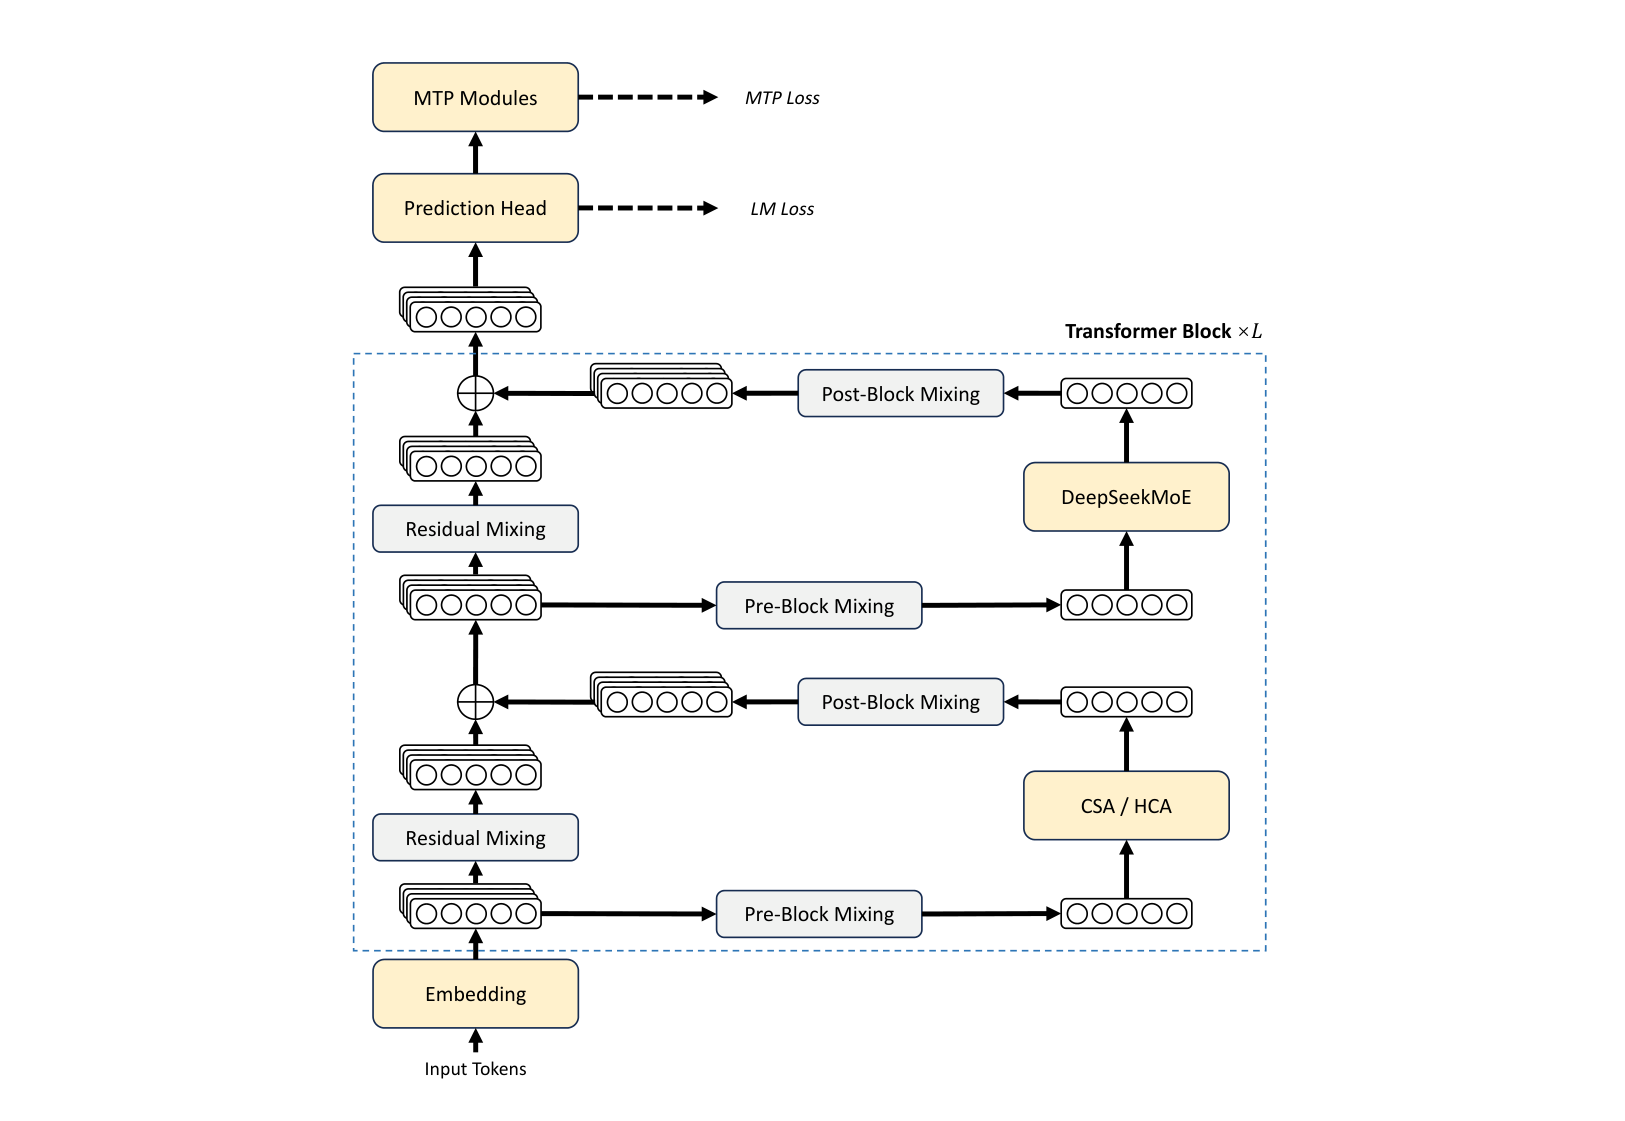 MTP Modules
MTP Loss
Prediction Head
LM Loss
Transformer Block ×L
Post-Block Mixing
DeepSeekMoE
Residual Mixing
Pre-Block Mixing
Post-Block Mixing
CSA / HCA
Residual Mixing
Pre-Block Mixing
Embedding
Input Tokens